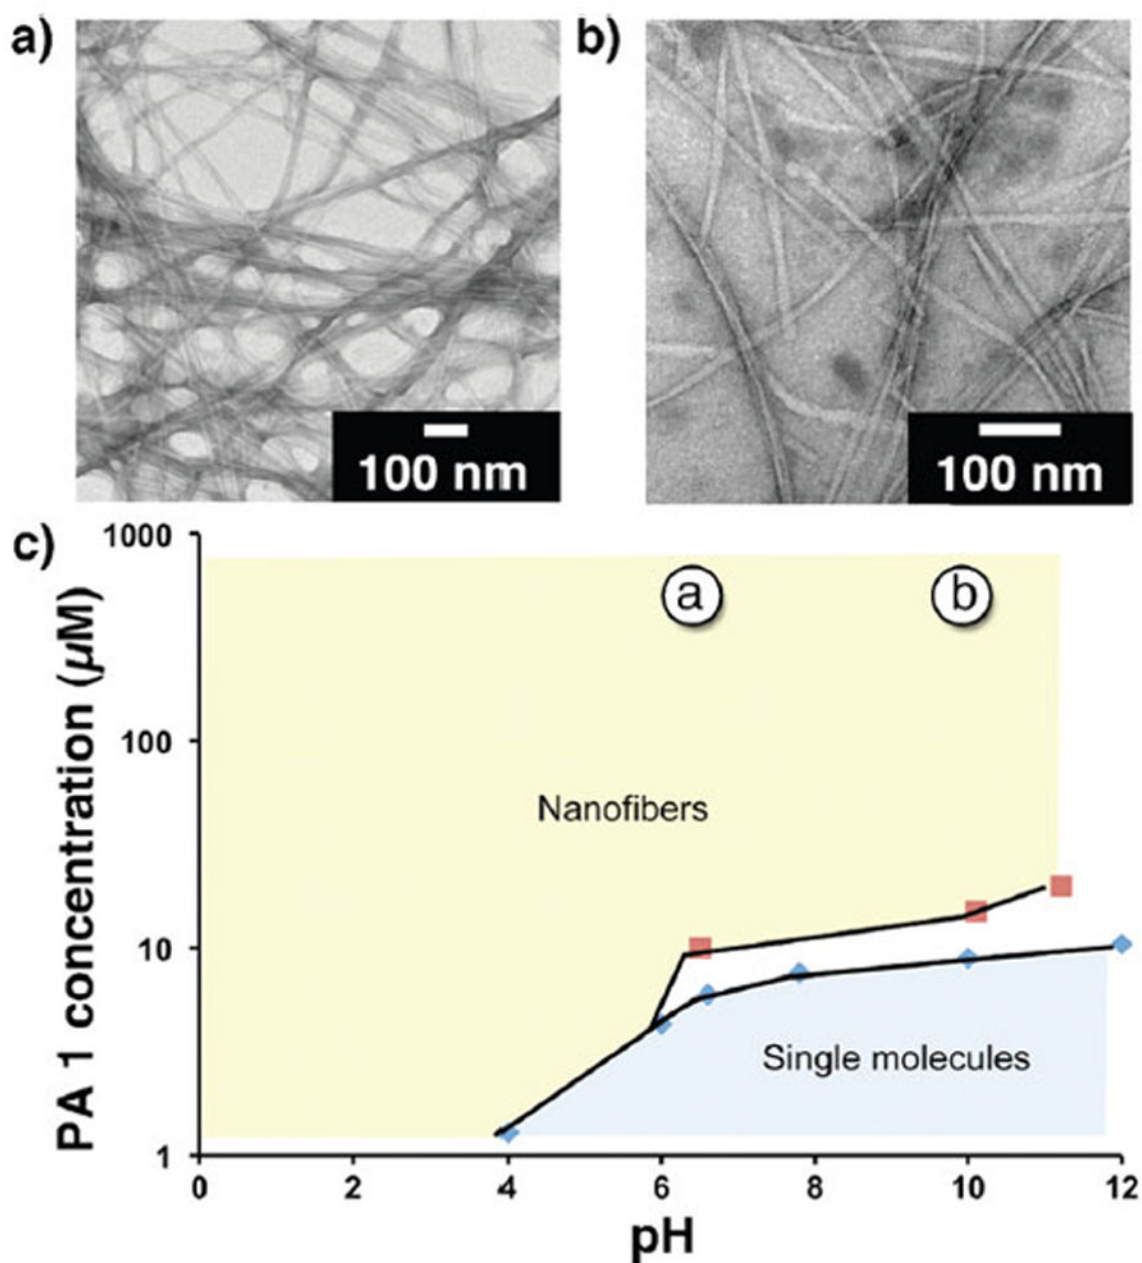 a)
b)
100 nm
100 nm
c)
1000
100
10
1
PA 1 concentration (µM)
a
b
Nanofibers
Single molecules
0 2 4 6 8 10 12
pH